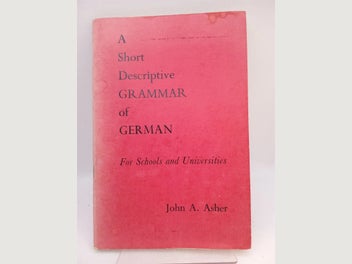 A
Short
Descriptive
GRAMMAR
of
GERMAN
For Schools and Universities
John A. Asher